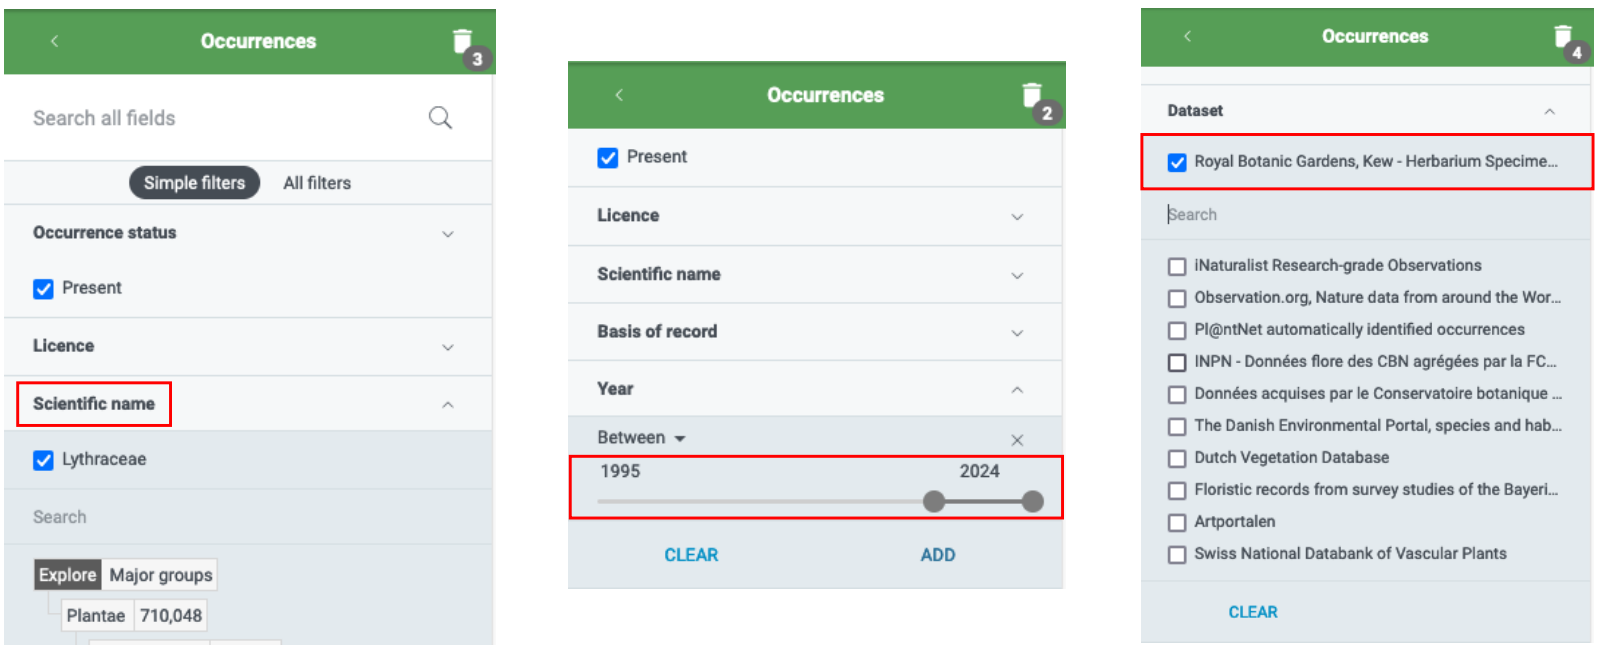 Occurrences
3
Search all fields
Simple filters All filters
Occurrence status
Present
Licence
Scientific name
Lythraceae
Search
Explore Major groups
Plantae 710,048
Occurrences
2
Present
Licence
Scientific name
Basis of record
Year
Between
1995 2024
CLEAR ADD
Occurrences
4
Dataset
Royal Botanic Gardens, Kew - Herbarium Specime...
Search
iNaturalist Research-grade Observations
Observation.org, Nature data from around the Wor...
Pl@ntNet automatically identified occurrences
INPN - Données flore des CBN agrégées par la FC...
Données acquises par le Conservatoire botanique ...
The Danish Environmental Portal, species and hab...
Dutch Vegetation Database
Floristic records from survey studies of the Bayeri...
Artportalen
Swiss National Databank of Vascular Plants
CLEAR